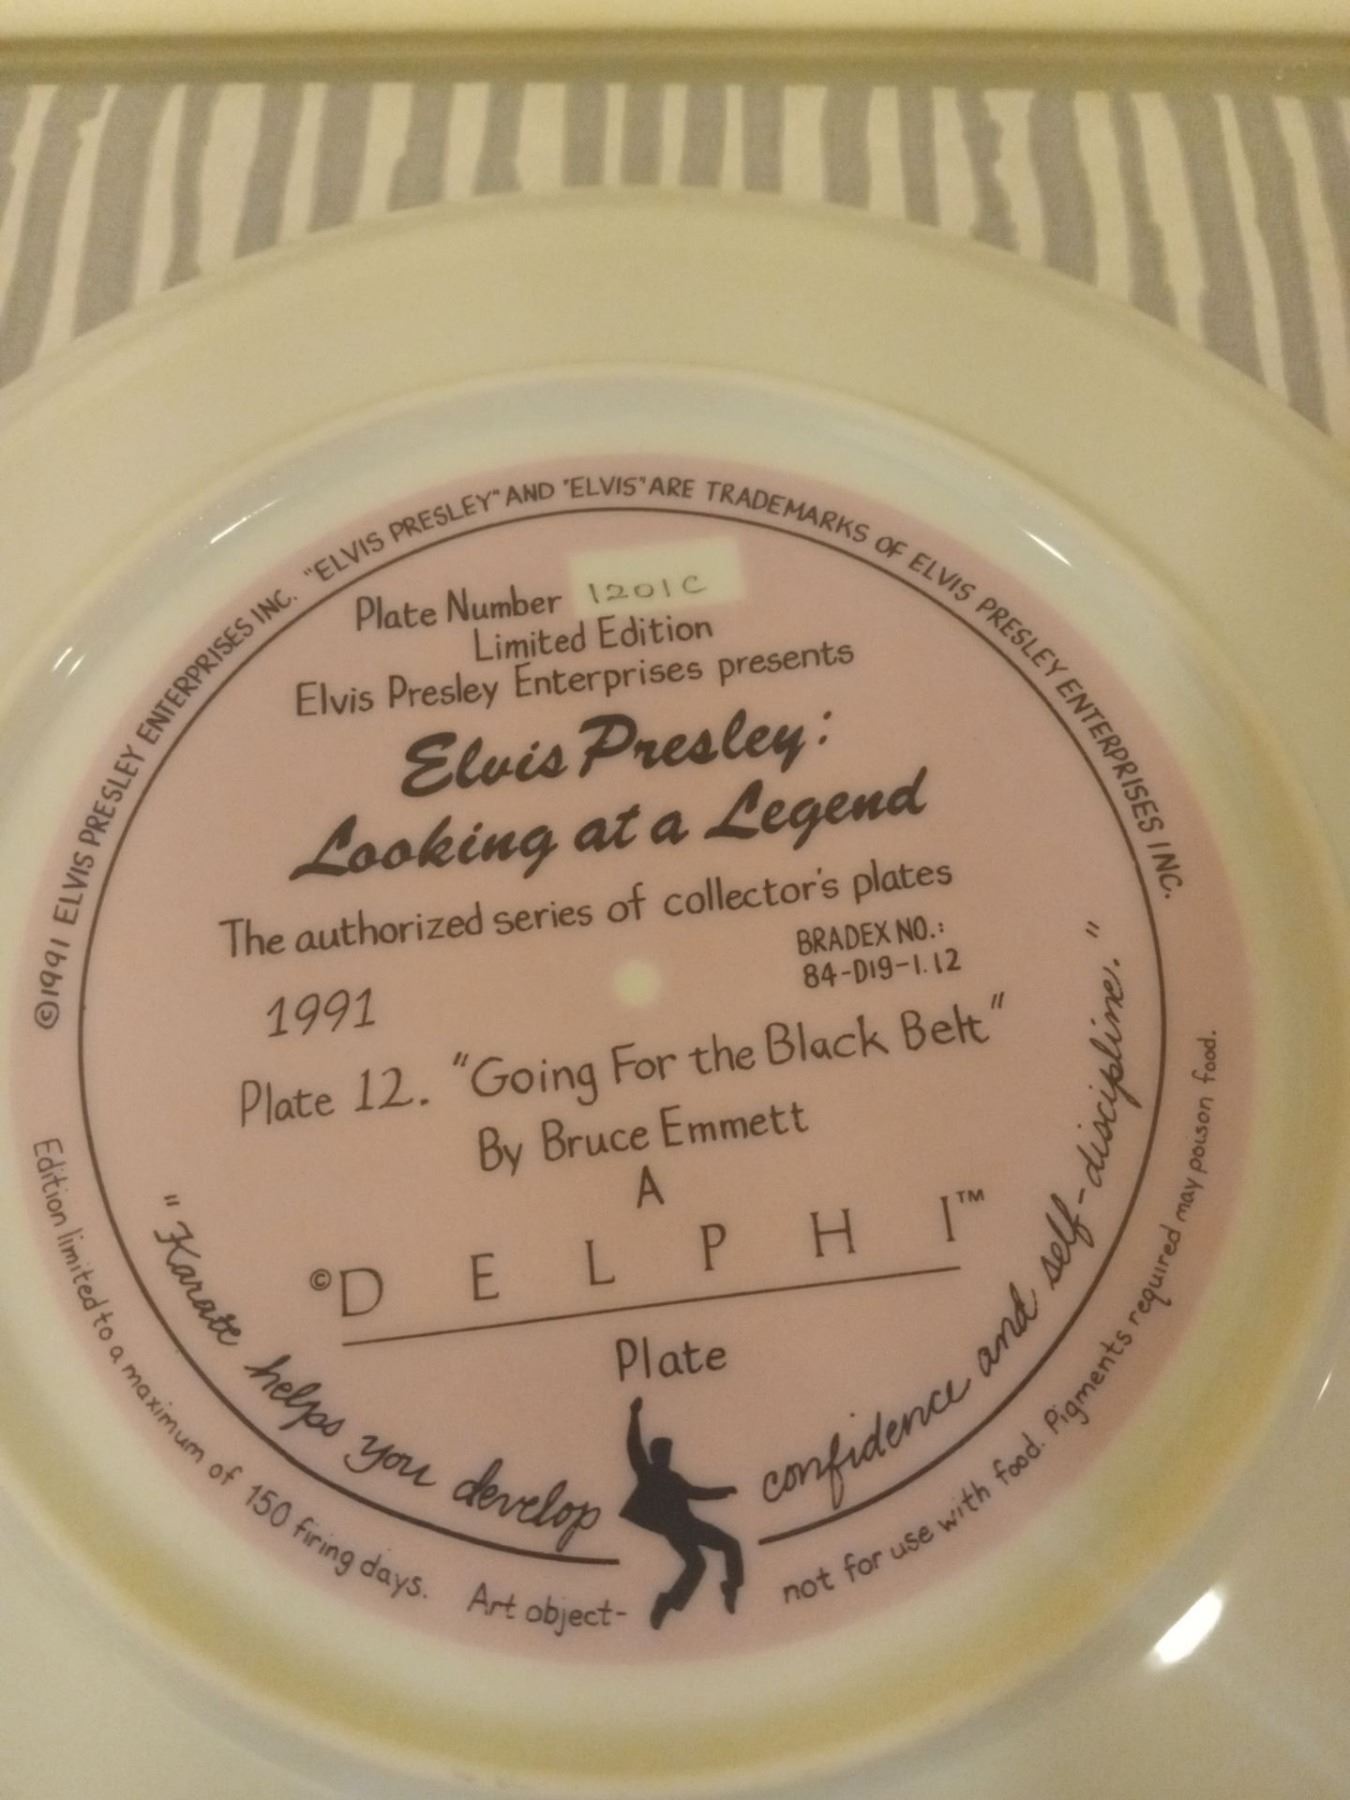 ©1991 ELVIS PRESLEY ENTERPRISES INC. "ELVIS PRESLEY" AND "ELVIS" ARE TRADEMARKS OF ELVIS PRESLEY ENTERPRISES INC.
Plate Number 1201C
Limited Edition
Elvis Presley Enterprises presents
Elvis Presley:
Looking at a Legend
The authorized series of collector's plates
BRADEX NO.:
84-D19-1.12
1991
Plate 12. "Going For the Black Belt"
By Bruce Emmett
A
©DELPHI™
Plate
"Karate helps you develop confidence and self-discipline."
Edition limited to a maximum of 150 firing days. Art object- not for use with food. Pigments required may poison food.